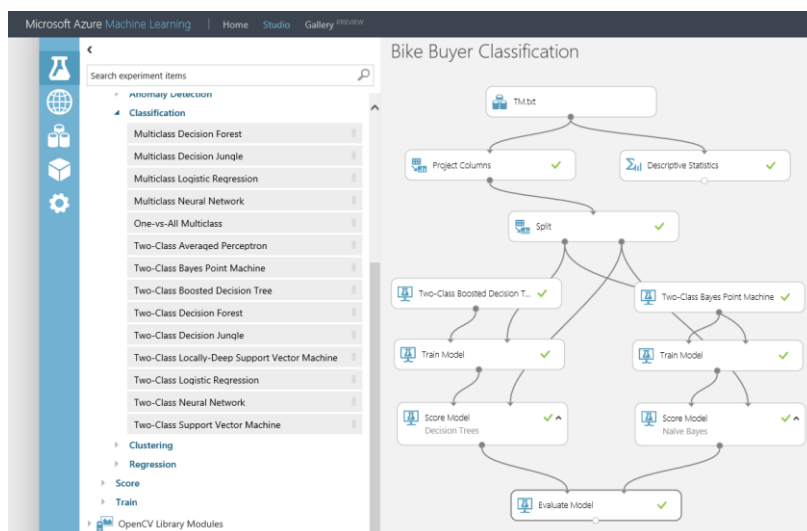 Microsoft Azure Machine Learning | Home Studio Gallery PREVIEW
Search experiment items
Anomaly Detection
Classification
Multiclass Decision Forest
Multiclass Decision Jungle
Multiclass Logistic Regression
Multiclass Neural Network
One-vs-All Multiclass
Two-Class Averaged Perceptron
Two-Class Bayes Point Machine
Two-Class Boosted Decision Tree
Two-Class Decision Forest
Two-Class Decision Jungle
Two-Class Locally-Deep Support Vector Machine
Two-Class Logistic Regression
Two-Class Neural Network
Two-Class Support Vector Machine
Clustering
Regression
Score
Train
OpenCV Library Modules
Bike Buyer Classification
TM.txt
Project Columns
Descriptive Statistics
Split
Two-Class Boosted Decision T...
Two-Class Bayes Point Machine
Train Model
Train Model
Score Model
Decision Trees
Score Model
Naïve Bayes
Evaluate Model